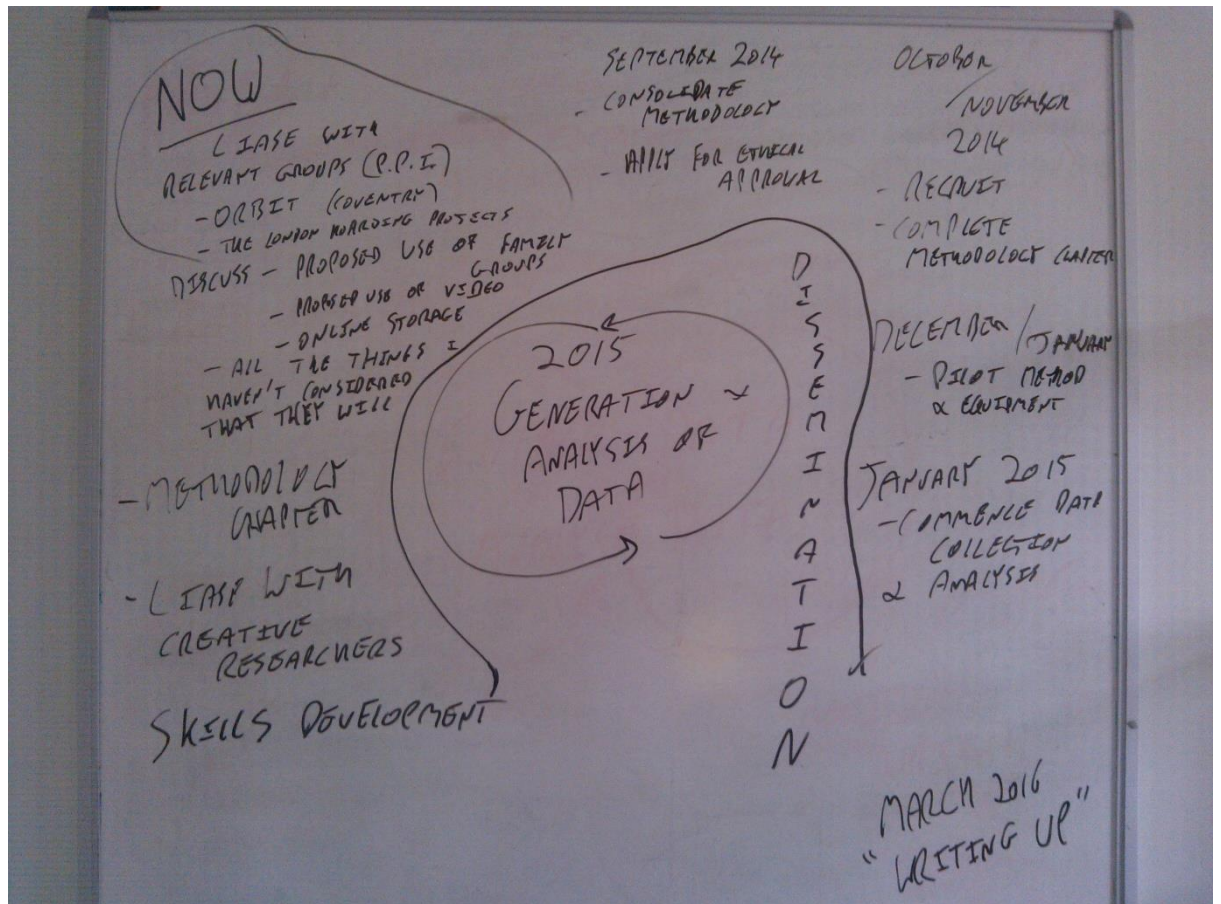 NOW
LIASE WITH
RELEVANT GROUPS (P.P.I.)
- ORBIT (COVENTRY)
- THE LONDON HOARDING PROJECTS
DISCUSS - PROPOSED USE OF FAMILY
GROUPS
- PROPOSED USE OF VIDEO
- ONLINE STORAGE
- ALL THE THINGS I
HAVEN'T CONSIDERED
THAT THEY WILL
- METHODOLOGY
CHAPTER
- LIASE WITH
CREATIVE
RESEARCHERS
SKILLS DEVELOPMENT
2015
GENERATION &
ANALYSIS OF
DATA
DISSEMINATION
SEPTEMBER 2014
- CONSOLIDATE
METHODOLOGY
- APPLY FOR ETHICAL
APPROVAL
OCTOBER
/NOVEMBER
2014
- RECRUIT
- COMPLETE
METHODOLOGY CHAPTER
DECEMBER / JANUARY
- PILOT METHOD
& EQUIPMENT
JANUARY 2015
- COMMENCE DATA
COLLECTION
& ANALYSIS
MARCH 2016
"WRITING UP"